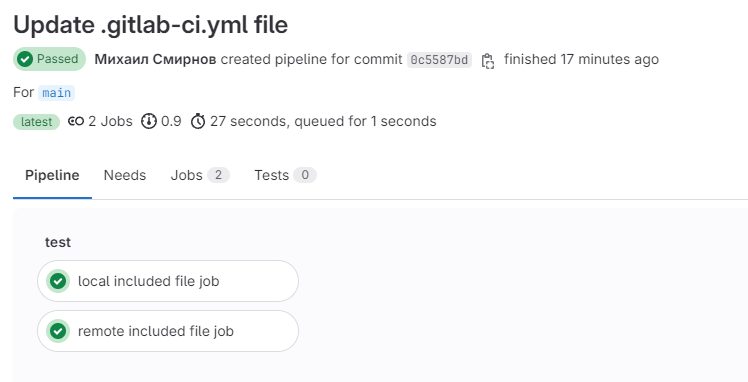 Update .gitlab-ci.yml file
Passed Михаил Смирнов created pipeline for commit 0c5587bd finished 17 minutes ago
For main
latest 2 Jobs 0.9 27 seconds, queued for 1 seconds
Pipeline Needs Jobs 2 Tests 0
test
local included file job
remote included file job